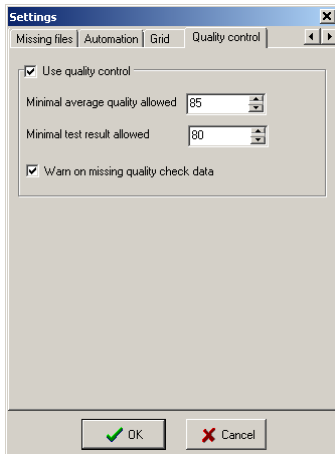 Settings
Missing files Automation Grid Quality control
Use quality control
Minimal average quality allowed 85
Minimal test result allowed 80
Warn on missing quality check data
OK Cancel